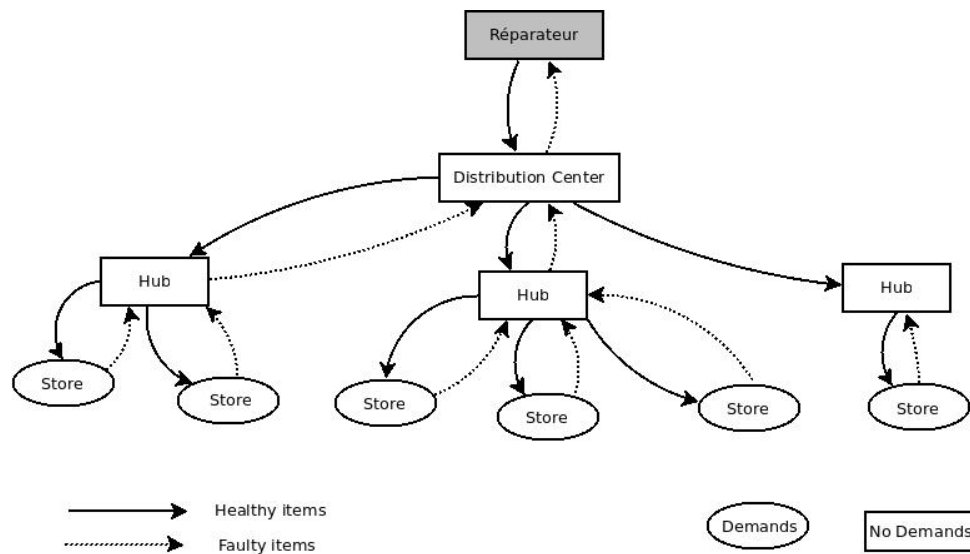 Réparateur
Distribution Center
Hub
Hub
Hub
Store
Store
Store
Store
Store
Store
Healthy items
Faulty items
Demands
No Demands